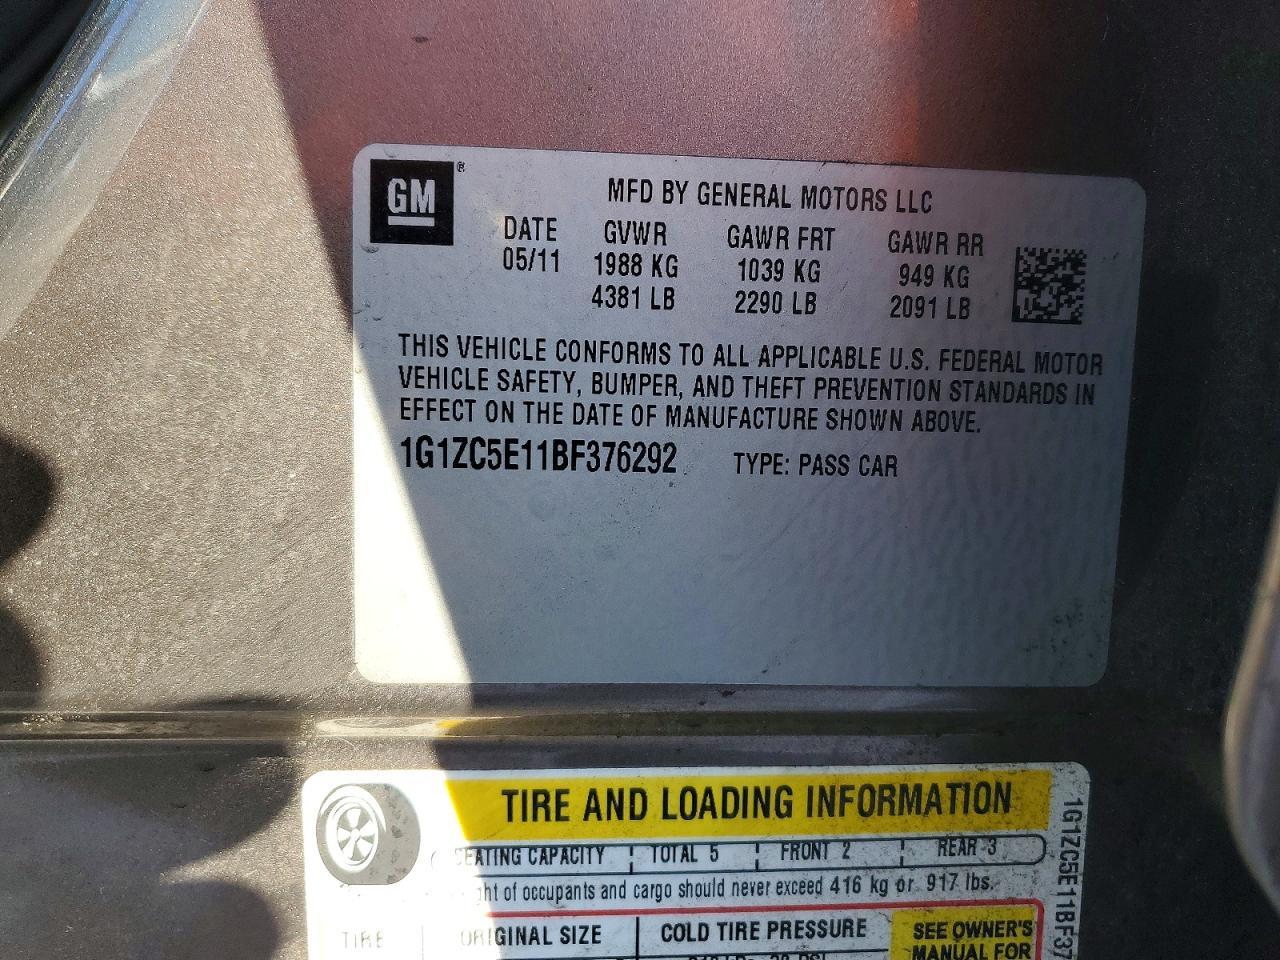 GM®
MFD BY GENERAL MOTORS LLC
DATE GVWR GAWR FRT GAWR RR
05/11 1988 KG 1039 KG 949 KG
4381 LB 2290 LB 2091 LB
THIS VEHICLE CONFORMS TO ALL APPLICABLE U.S. FEDERAL MOTOR
VEHICLE SAFETY, BUMPER, AND THEFT PREVENTION STANDARDS IN
EFFECT ON THE DATE OF MANUFACTURE SHOWN ABOVE.
1G1ZC5E11BF376292 TYPE: PASS CAR
TIRE AND LOADING INFORMATION
SEATING CAPACITY TOTAL 5 FRONT 2 REAR 3
of occupants and cargo should never exceed 416 kg or 917 lbs.
TIRE ORIGINAL SIZE COLD TIRE PRESSURE SEE OWNER'S
MANUAL FOR
1G1ZC5E11BF37